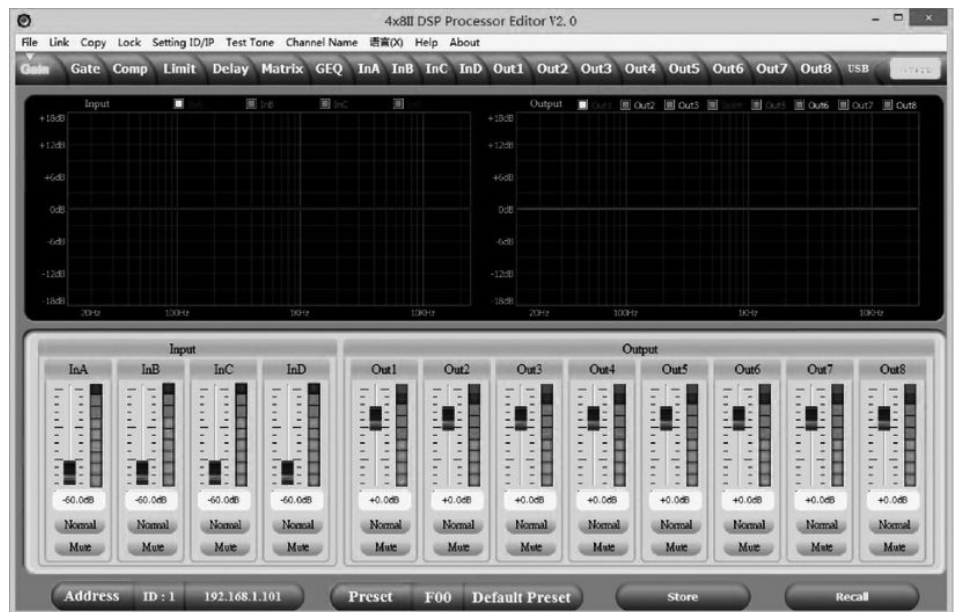 4x8II DSP Processor Editor V2.0
File Link Copy Lock Setting ID/IP Test Tone Channel Name 语言(X) Help About
Gain Gate Comp Limit Delay Matrix GEQ InA InB InC InD Out1 Out2 Out3 Out4 Out5 Out6 Out7 Out8 USB
Input InA InB InC Output Out1 Out2 Out3 Out4 Out5 Out6 Out7 Out8
+18dB +18dB
+12dB +12dB
+6dB +6dB
0dB 0dB
-6dB -6dB
-12dB -12dB
-18dB -18dB
20Hz 100Hz 1KHz 10KHz 20Hz 100Hz 1KHz 10KHz
Input Output
InA InB InC InD Out1 Out2 Out3 Out4 Out5 Out6 Out7 Out8
-60.0dB -60.0dB -60.0dB -60.0dB +0.0dB +0.0dB +0.0dB +0.0dB +0.0dB +0.0dB +0.0dB +0.0dB
Normal Normal Normal Normal Normal Normal Normal Normal Normal Normal Normal Normal
Mute Mute Mute Mute Mute Mute Mute Mute Mute Mute Mute Mute
Address ID : 1 192.168.1.101 Preset F00 Default Preset Store Recall